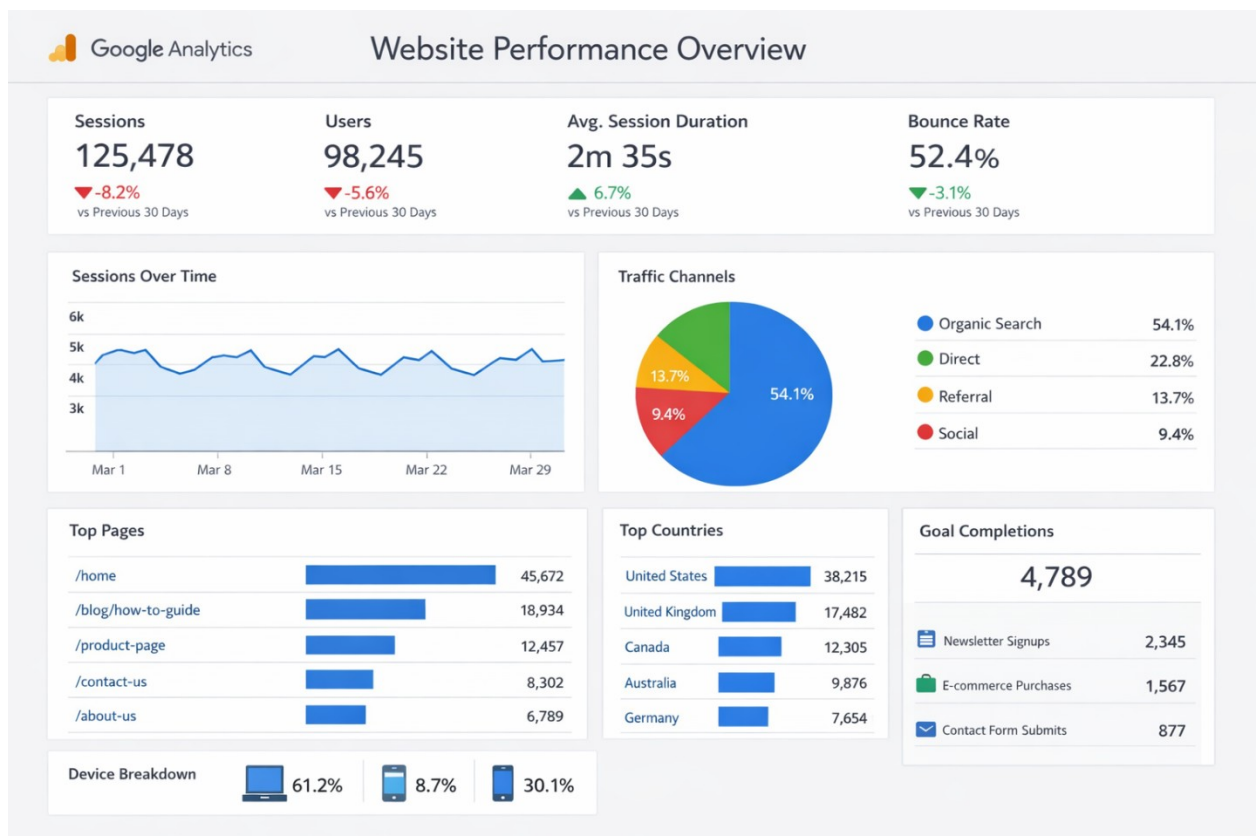 Google Analytics
Website Performance Overview
Sessions
125,478
-8.2%
vs Previous 30 Days
Users
98,245
-5.6%
vs Previous 30 Days
Avg. Session Duration
2m 35s
6.7%
vs Previous 30 Days
Bounce Rate
52.4%
-3.1%
vs Previous 30 Days
Sessions Over Time
6k
5k
4k
3k
Mar 1 Mar 8 Mar 15 Mar 22 Mar 29
Traffic Channels
13.7%
9.4%
54.1%
Organic Search 54.1%
Direct 22.8%
Referral 13.7%
Social 9.4%
Top Pages
/home 45,672
/blog/how-to-guide 18,934
/product-page 12,457
/contact-us 8,302
/about-us 6,789
Top Countries
United States 38,215
United Kingdom 17,482
Canada 12,305
Australia 9,876
Germany 7,654
Goal Completions
4,789
Newsletter Signups 2,345
E-commerce Purchases 1,567
Contact Form Submits 877
Device Breakdown 61.2% 8.7% 30.1%